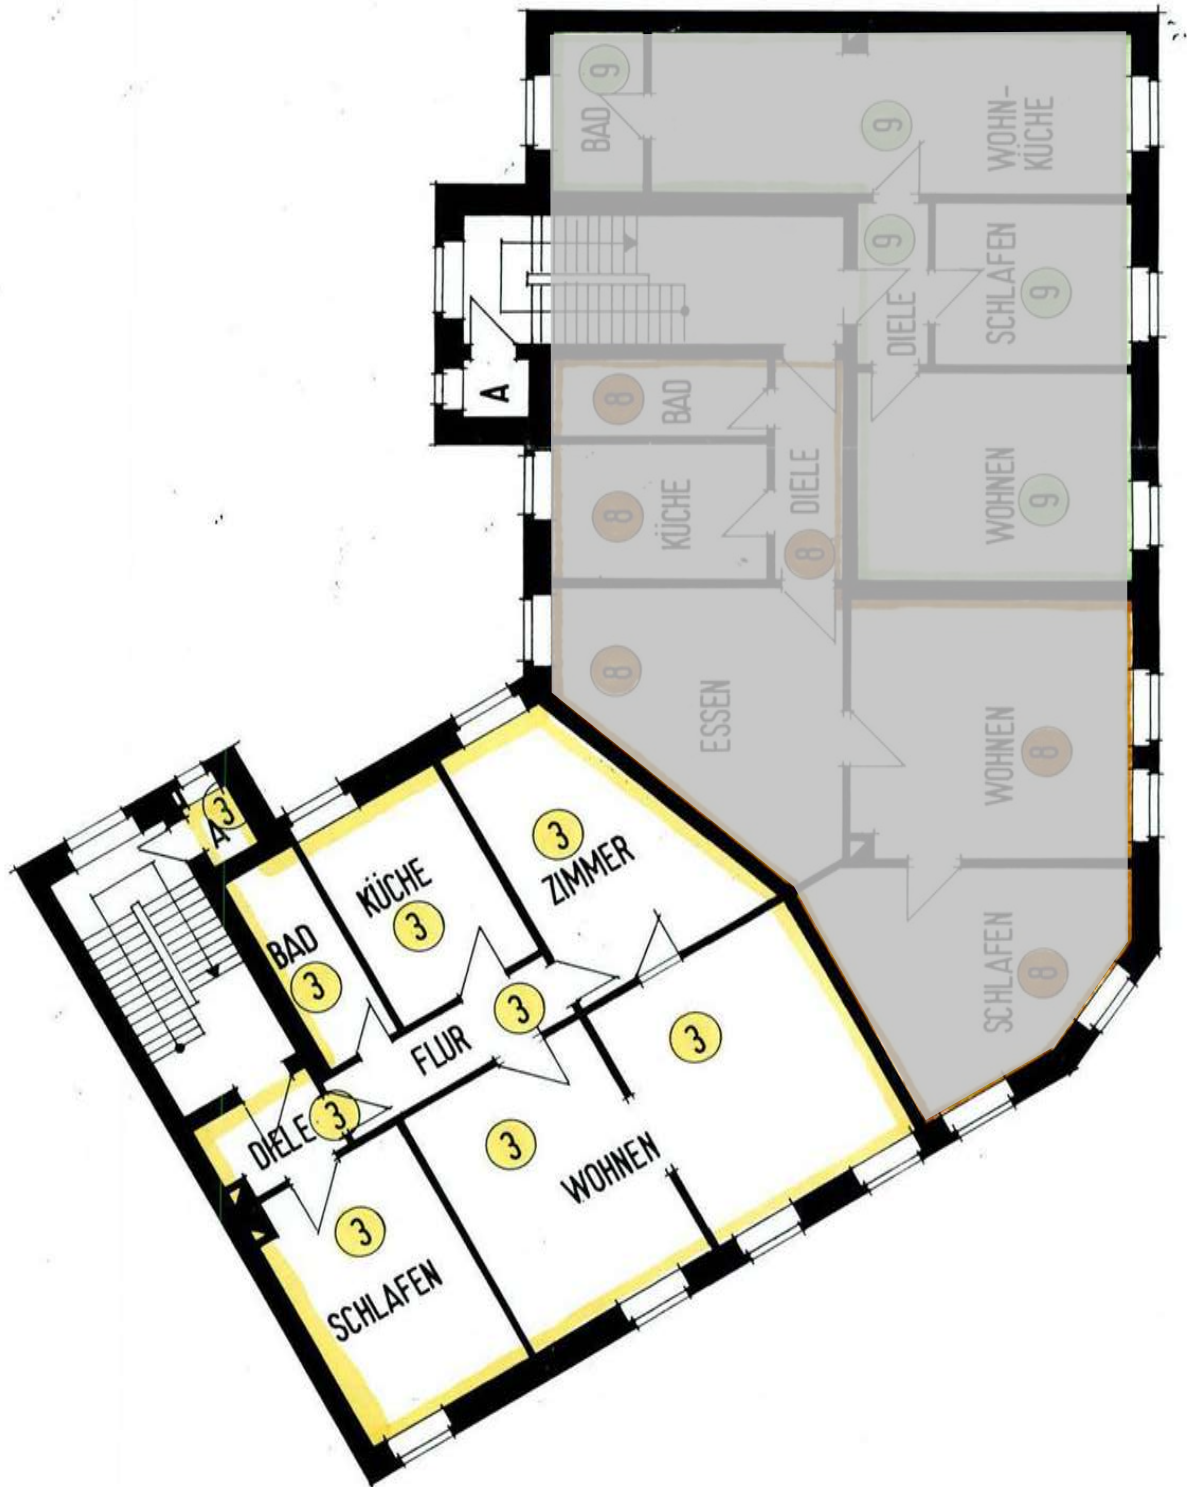 9
BAD
9
WOHN-
KÜCHE
9
DIELE
SCHLAFEN
9
A
8
BAD
8
KÜCHE
DIELE
8
WOHNEN
9
8
ESSEN
WOHNEN
8
SCHLAFEN
8
3
A
KÜCHE
3
3
ZIMMER
BAD
3
3
FLUR
3
DIELE
3
3
WOHNEN
3
SCHLAFEN